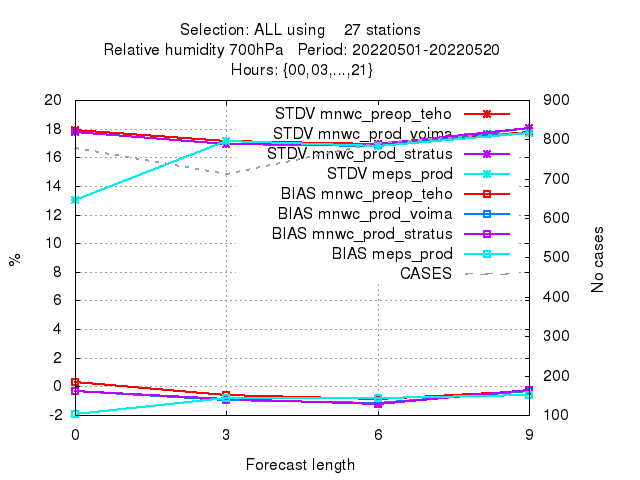 Selection: ALL using 27 stations
Relative humidity 700hPa Period: 20220501-20220520
Hours: {00,03,...,21}
20 900
STDV mnwc_preop_teho
18 STDV mnwc_prod_voima 800
16 STDV mnwc_prod_stratus
STDV meps_prod 700
14 BIAS mnwc_preop_teho
12 BIAS mnwc_prod_voima 600
BIAS mnwc_prod_stratus
10 BIAS meps_prod 500
% No cases
8 CASES
6 400
4 300
2
0 200
-2 100
0 3 6 9
Forecast length